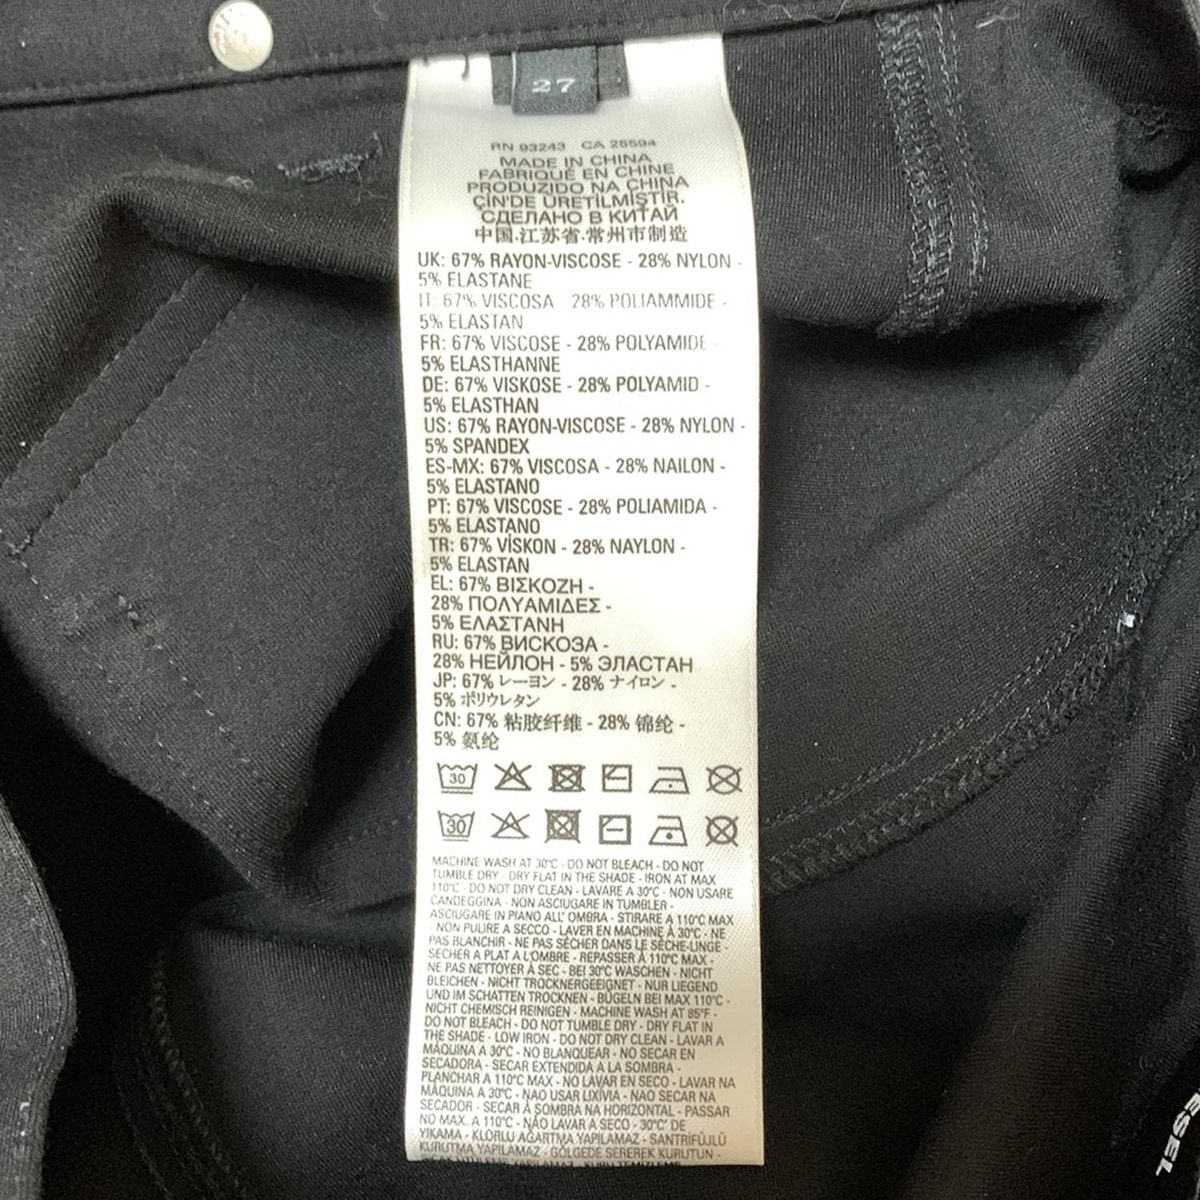 27
RN 93243 CA 25594
MADE IN CHINA
FABRIQUÉ EN CHINE
PRODUZIDO NA CHINA
ÇİN'DE ÜRETİLMİŞTİR.
СДЕЛАНО В КИТАЙ
中国.江苏省.常州市制造
UK: 67% RAYON-VISCOSE - 28% NYLON -
5% ELASTANE
IT: 67% VISCOSA - 28% POLIAMMIDE -
5% ELASTAN
FR: 67% VISCOSE - 28% POLYAMIDE -
5% ELASTHANNE
DE: 67% VISKOSE - 28% POLYAMID -
5% ELASTHAN
US: 67% RAYON-VISCOSE - 28% NYLON -
5% SPANDEX
ES-MX: 67% VISCOSA - 28% NAILON -
5% ELASTANO
PT: 67% VISCOSE - 28% POLIAMIDA -
5% ELASTANO
TR: 67% VİSKON - 28% NAYLON -
5% ELASTAN
EL: 67% ΒΙΣΚΟΖΗ -
28% ΠΟΛΥΑΜΙΔΕΣ -
5% ΕΛΑΣΤΑΝΗ
RU: 67% ВИСКОЗА -
28% НЕЙЛОН - 5% ЭЛАСТАН
JP: 67% レーヨン - 28% ナイロン -
5% ポリウレタン
CN: 67% 粘胶纤维 - 28% 锦纶 -
5% 氨纶
30
30
MACHINE WASH AT 30°C - DO NOT BLEACH - DO NOT
TUMBLE DRY - DRY FLAT IN THE SHADE - IRON AT MAX
110°C - DO NOT DRY CLEAN - LAVARE A 30°C - NON USARE
CANDEGGINA - NON ASCIUGARE IN TUMBLER -
ASCIUGARE IN PIANO ALL' OMBRA - STIRARE A 110°C MAX
- NON PULIRE A SECCO - LAVER EN MACHINE À 30°C - NE
PAS BLANCHIR - NE PAS SÉCHER DANS LE SÈCHE-LINGE -
SECHER A PLAT A L'OMBRE - REPASSER À 110°C MAX -
NE PAS NETTOYER À SEC - BEI 30°C WASCHEN - NICHT
BLEICHEN - NICHT TROCKNERGEEIGNET - NUR LIEGEND
UND IM SCHATTEN TROCKNEN - BÜGELN BEI MAX 110°C -
NICHT CHEMISCH REINIGEN - MACHINE WASH AT 85°F -
DO NOT BLEACH - DO NOT TUMBLE DRY - DRY FLAT IN
THE SHADE - LOW IRON - DO NOT DRY CLEAN - LAVAR A
MÁQUINA A 30°C - NO BLANQUEAR - NO SECAR EN
SECADORA - SECAR EXTENDIDA A LA SOMBRA -
PLANCHAR A 110°C MAX - NO LAVAR EN SECO - LAVAR NA
MÁQUINA A 30°C - NAO USAR LIXÍVIA - NAO SECAR NA
SECADOR - SECAR À SOMBRA NA HORIZONTAL - PASSAR
NO MAX. A 110°C - NÃO LAVAR A SECO - 30°C' DE
YIKAMA - KLORLU AĞARTMA YAPILAMAZ - SANTRİFÜJLÜ
KURUTMA YAPILAMAZ - GÖLGEDE SEREREK KURUTUN -
KURU TEMİZLEME
ESEL